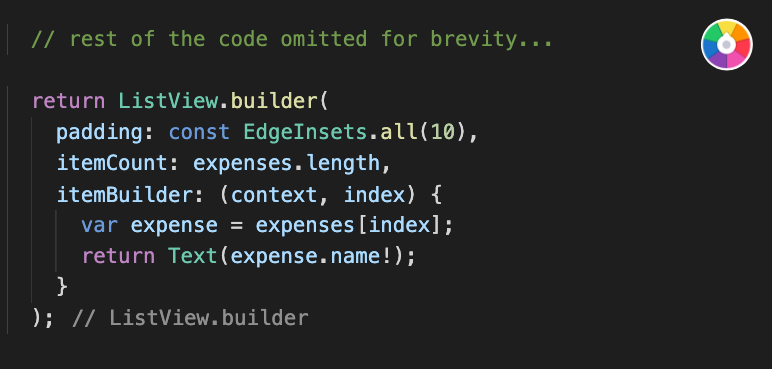 // rest of the code omitted for brevity...
return ListView.builder(
padding: const EdgeInsets.all(10),
itemCount: expenses.length,
itemBuilder: (context, index) {
var expense = expenses[index];
return Text(expense.name!);
}
); // ListView.builder